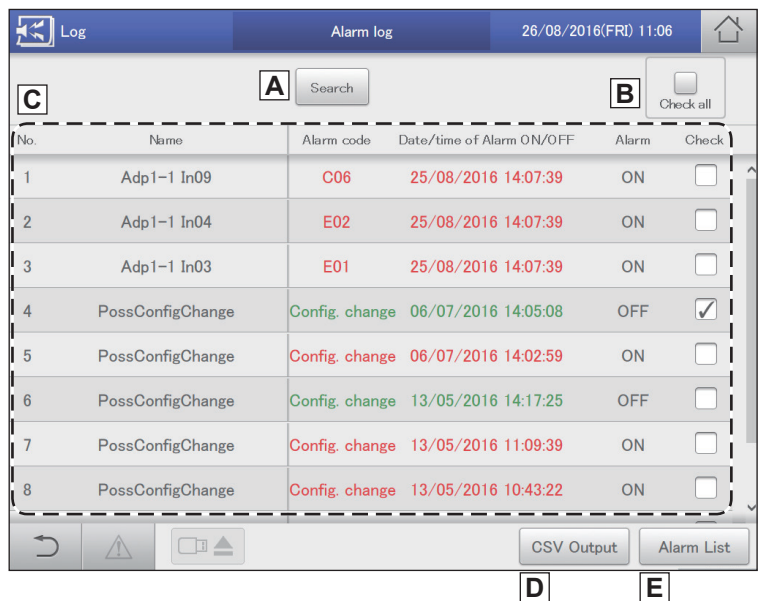 Log Alarm log 26/08/2016(FRI) 11:06
A Search B Check all
C
No. Name Alarm code Date/time of Alarm ON/OFF Alarm Check
1 Adp1-1 In09 C06 25/08/2016 14:07:39 ON
2 Adp1-1 In04 E02 25/08/2016 14:07:39 ON
3 Adp1-1 In03 E01 25/08/2016 14:07:39 ON
4 PossConfigChange Config. change 06/07/2016 14:05:08 OFF
5 PossConfigChange Config. change 06/07/2016 14:02:59 ON
6 PossConfigChange Config. change 13/05/2016 14:17:25 OFF
7 PossConfigChange Config. change 13/05/2016 11:09:39 ON
8 PossConfigChange Config. change 13/05/2016 10:43:22 ON
CSV Output Alarm List
D E